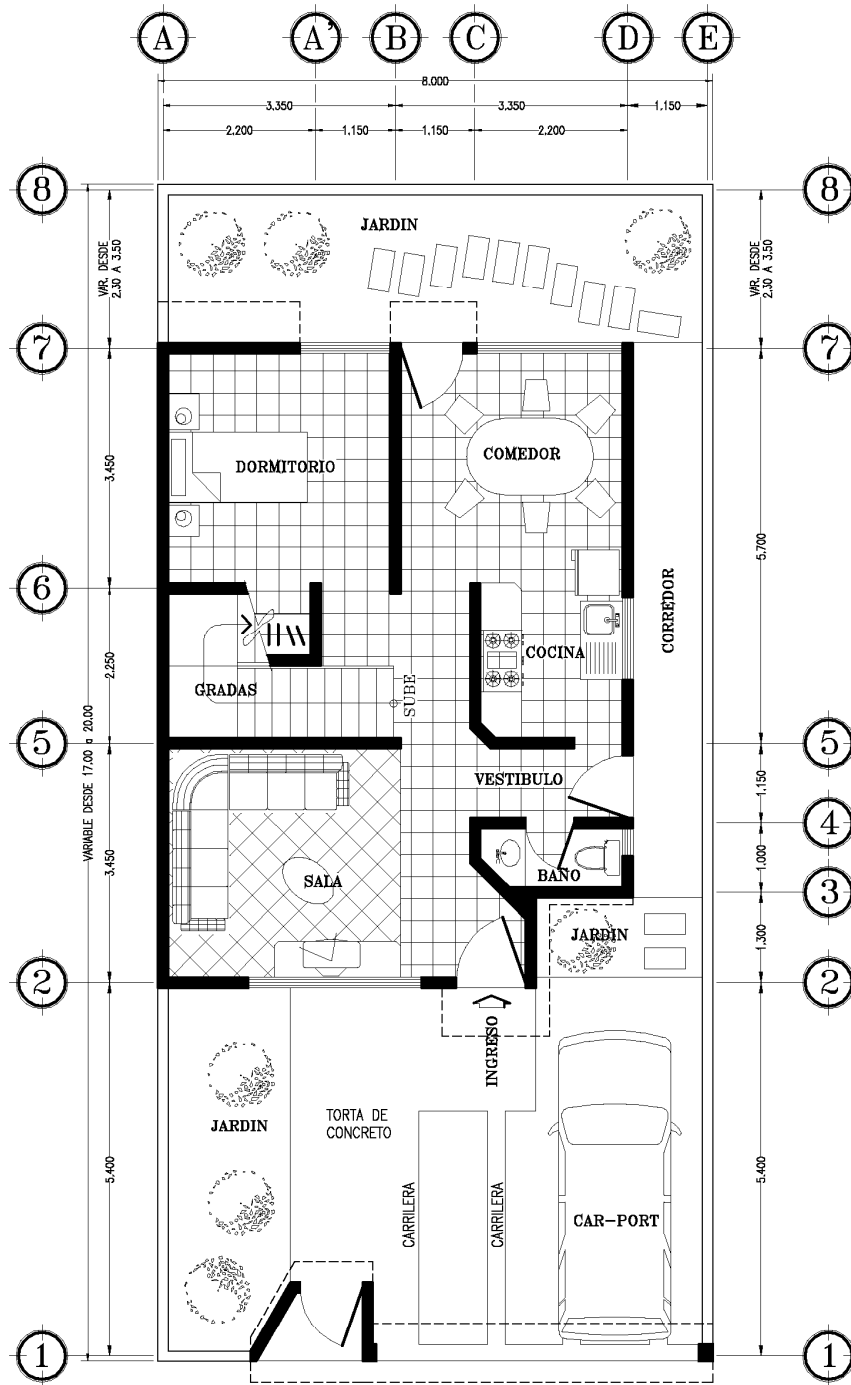 A A' B C D E
8.000
3.350 3.350 1.150
2.200 1.150 1.150 2.200
8 8
VAR. DESDE
2.30 A 3.50
JARDIN
VAR. DESDE
2.30 A 3.50
7 7
3.450
DORMITORIO
COMEDOR
5.700
6
CORREDOR
2.250
COCINA
GRADAS
SUBE
5 5
VARIABLE DESDE 17.00 a 20.00
VESTIBULO
1.150
4
3.450
SALA
BAÑO
1.000
3
JARDIN
1.300
2 2
INGRESO
JARDIN
TORTA DE
CONCRETO
5.400
CARRILERA
CARRILERA
CAR-PORT
5.400
1 1